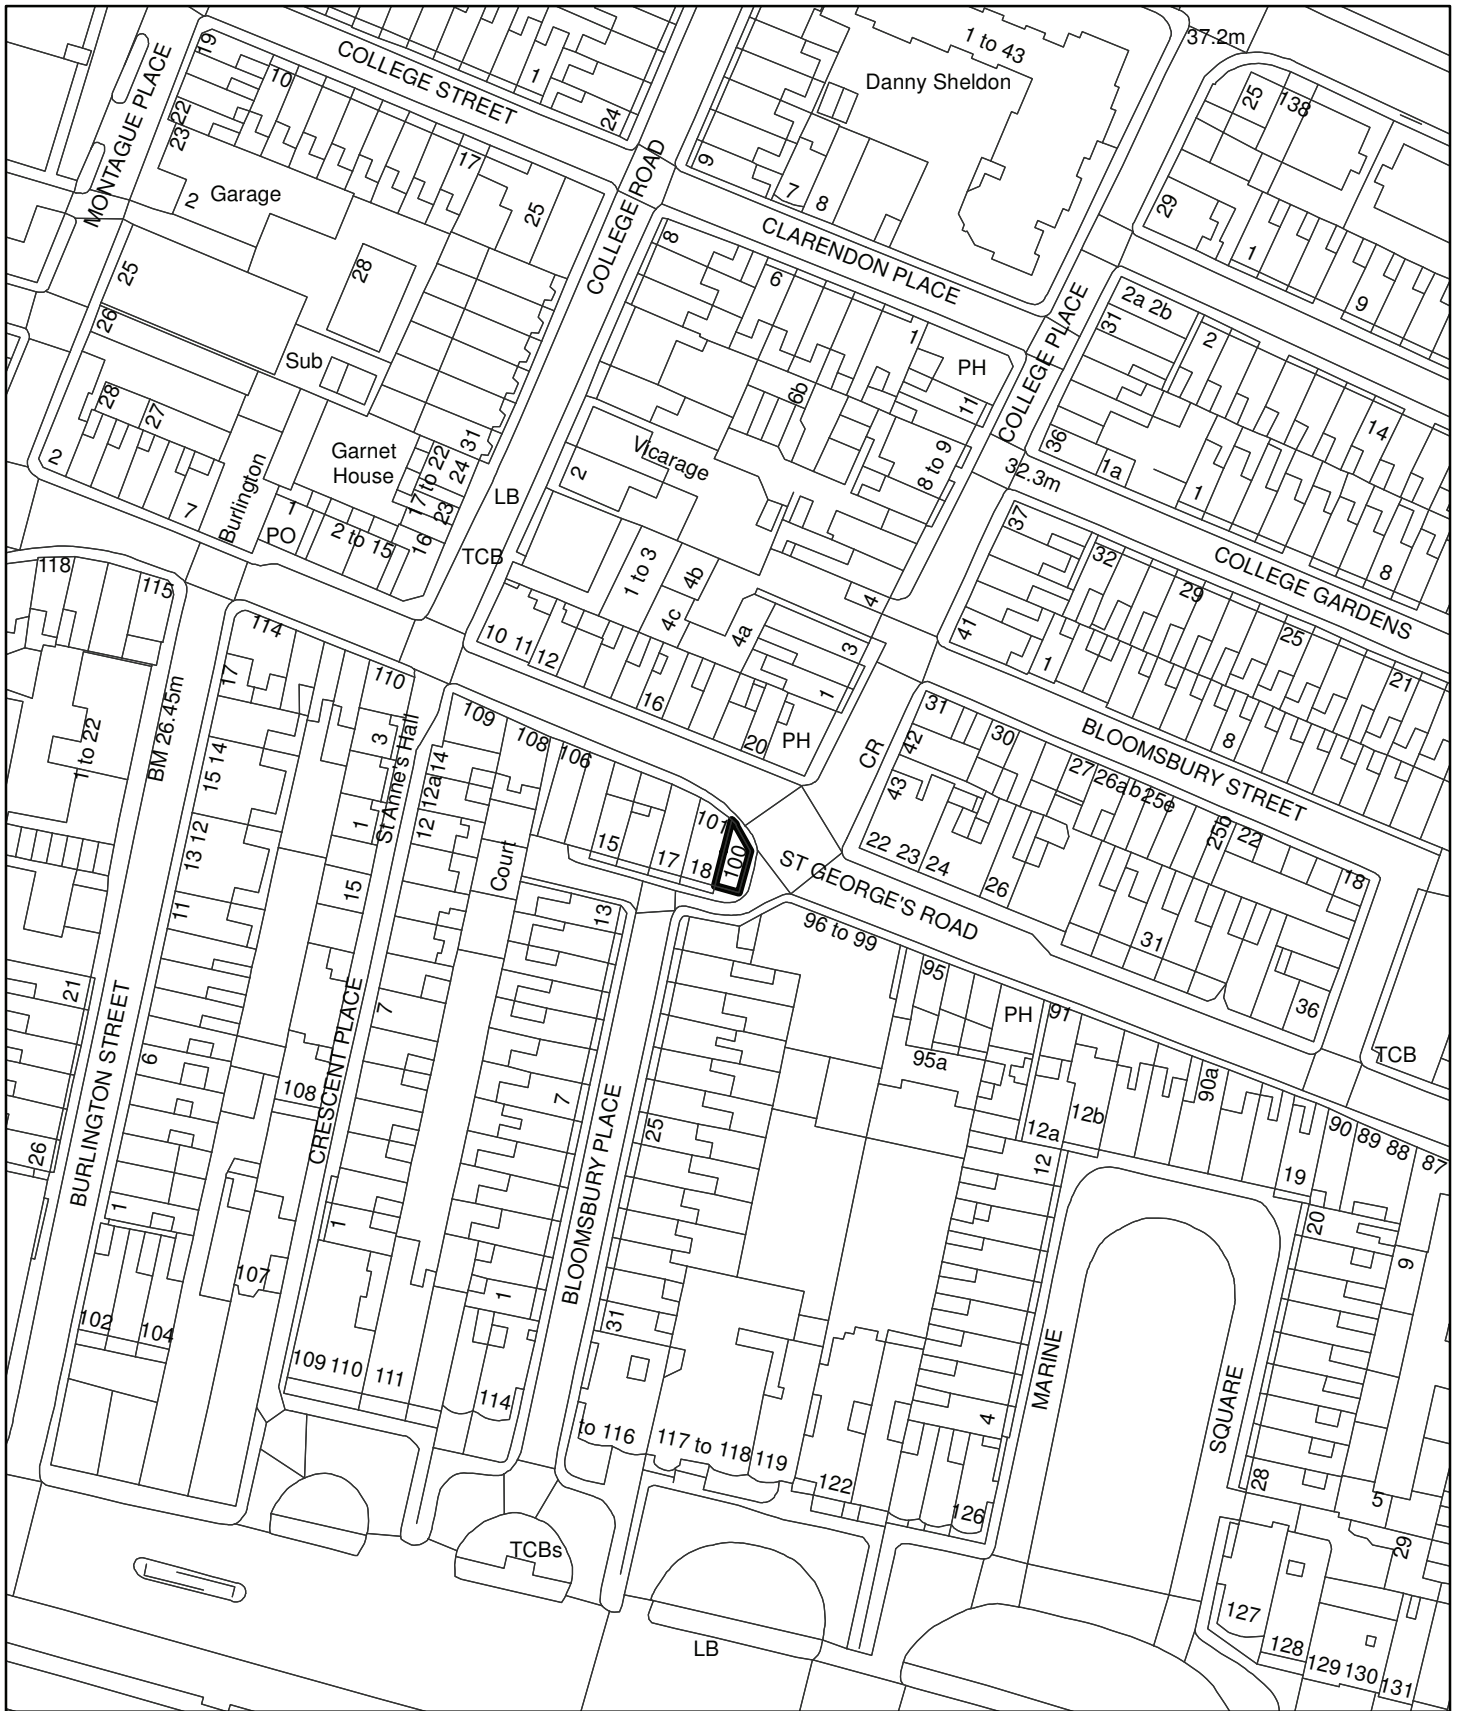 1 to 43
37.2m
19
COLLEGE STREET
1
Danny Sheldon
10
25
138
MONTAGUE PLACE
22
24
23
17
COLLEGE ROAD
9
7
8
2
Garage
25
29
CLARENDON PLACE
8
1
25
28
6
2a 2b
9
COLLEGE PLACE
31
26
1
2
Sub
PH
6b
11
28
27
14
31
36
Garnet
House
17 to 22
24
Vicarage
2
8 to 9
32.3m
1a
1
2
Burlington
LB
7
1
23
37
PO
2 to 15
16
TCB
1 to 3
4b
32
COLLEGE GARDENS
8
118
115
29
4
4c
4a
114
10
11
12
3
41
25
1
17
110
1
21
16
109
31
BM 26.45m
1 to 22
108
20
PH
30
BLOOMSBURY STREET
8
3
St Anne's Hall
106
CR
42
15
14
12a
14
27
26a
b
25e
43
101
1
12
15
25b
22
13
12
22
23
24
17
18
100
ST GEORGE'S ROAD
Court
18
15
26
11
13
96 to 99
31
21
BURLINGTON STREET
CRESCENT PLACE
7
95
PH
91
36
6
TCB
95a
108
7
BLOOMSBURY PLACE
25
90a
12b
12a
90
89
88
87
26
12
19
1
1
20
9
107
1
31
102
104
109
110
111
MARINE
SQUARE
114
4
to 116
117 to 118
119
122
28
5
126
29
TCBs
127
LB
128
129
130
131